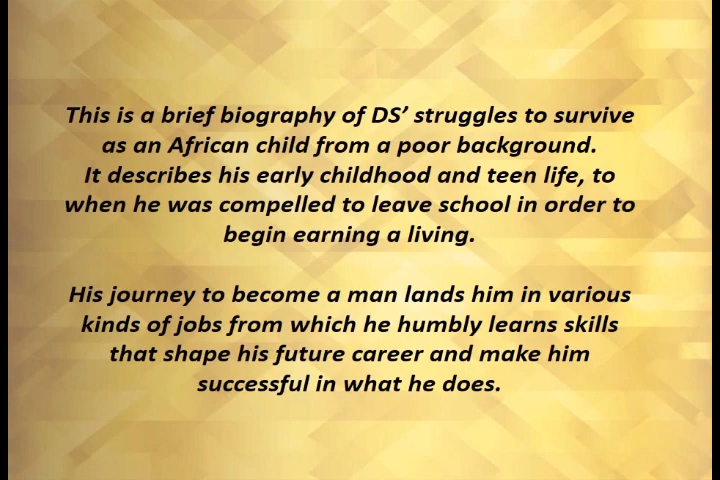 This is a brief biography of DS’ struggles to survive
as an African child from a poor background.
It describes his early childhood and teen life, to
when he was compelled to leave school in order to
begin earning a living.
His journey to become a man lands him in various
kinds of jobs from which he humbly learns skills
that shape his future career and make him
successful in what he does.